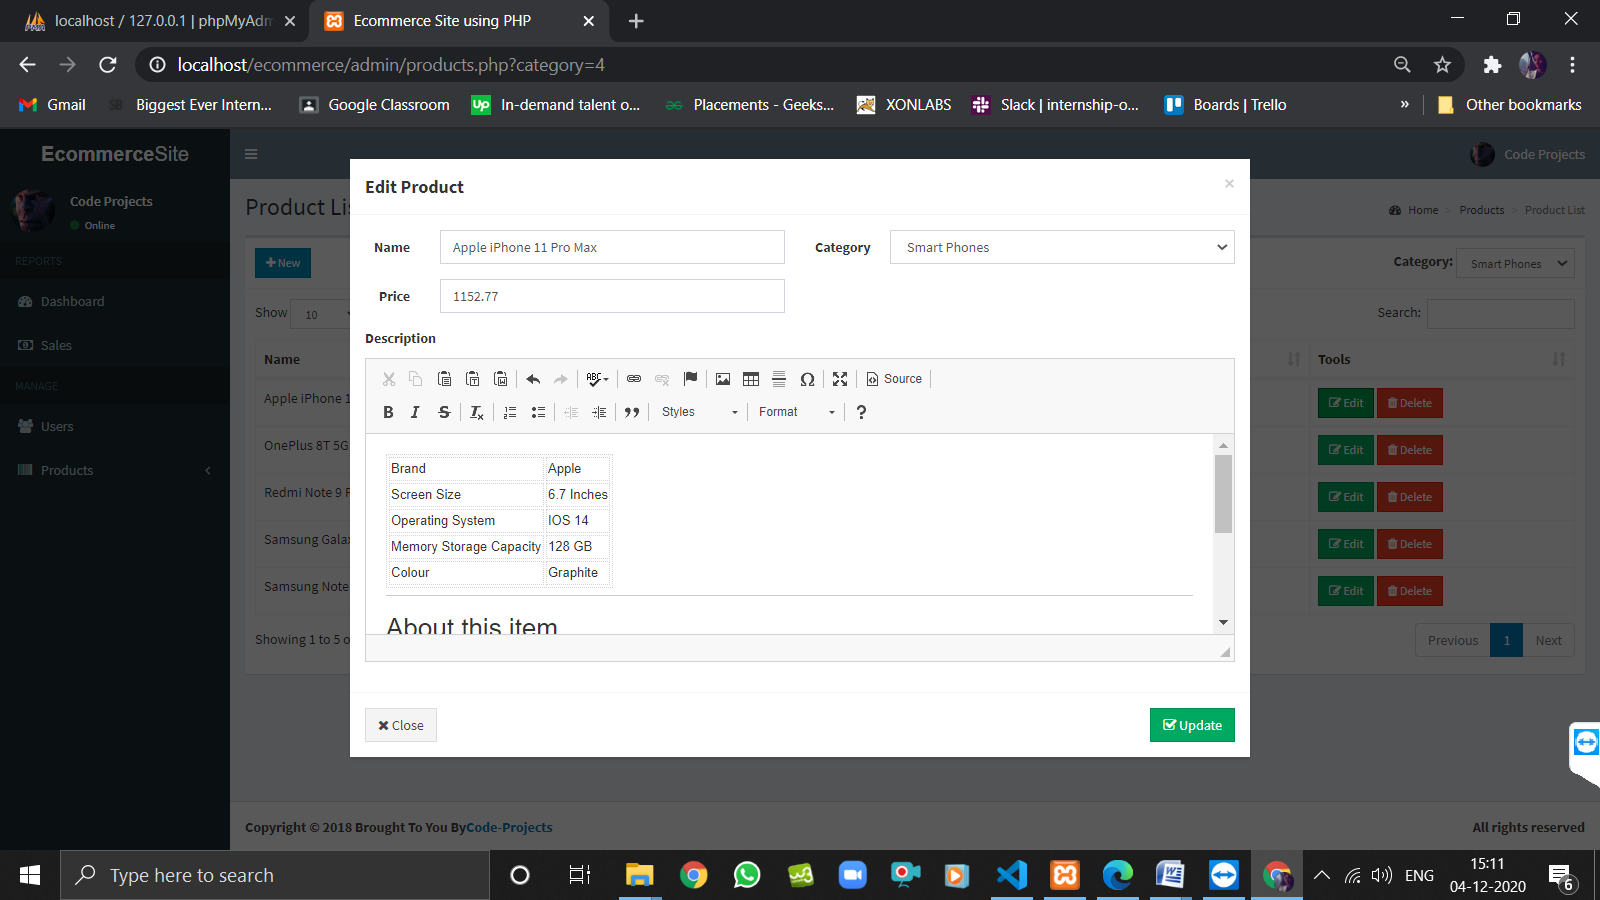 localhost / 127.0.0.1 | phpMyAdm
Ecommerce Site using PHP
localhost/ecommerce/admin/products.php?category=4
Gmail
SB Biggest Ever Intern...
Google Classroom
Up In-demand talent o...
Placements - Geeks...
XONLABS
Slack | internship-o...
Boards | Trello
»
Other bookmarks
EcommerceSite
Code Projects
Code Projects
Online
REPORTS
Dashboard
Sales
MANAGE
Users
Products
Product Li
Home > Products > Product List
New
Category: Smart Phones
Show 10
Search:
Name
Tools
Apple iPhone 1
Edit Delete
OnePlus 8T 5G
Edit Delete
Redmi Note 9 P
Edit Delete
Samsung Gala
Edit Delete
Samsung Note
Edit Delete
Showing 1 to 5 o
Previous 1 Next
Edit Product
×
Name Apple iPhone 11 Pro Max
Category Smart Phones
Price 1152.77
Description
ABC
Ω
Source
B I S Tx
Styles
Format
?
Brand Apple
Screen Size 6.7 Inches
Operating System IOS 14
Memory Storage Capacity 128 GB
Colour Graphite
About this item
Close
Update
Copyright © 2018 Brought To You ByCode-Projects
All rights reserved
Type here to search
ENG
15:11
04-12-2020
6